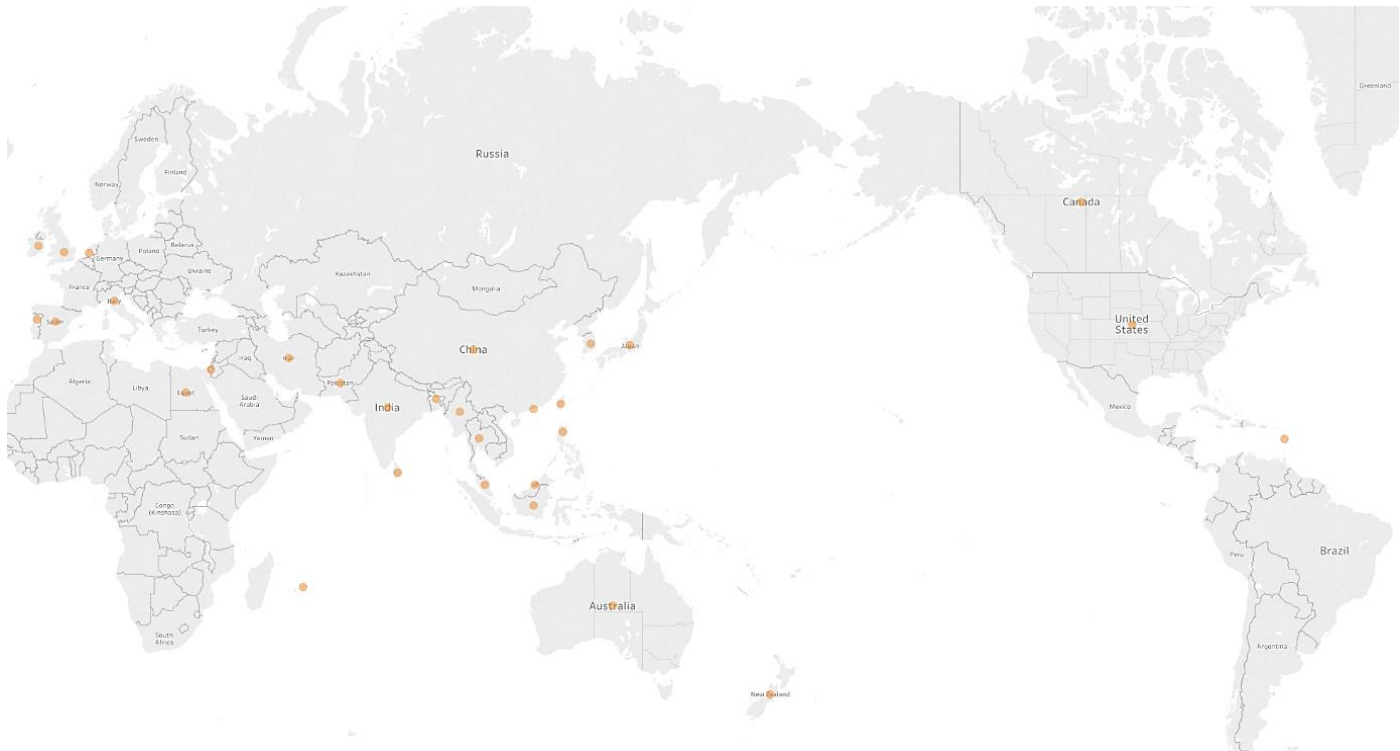 Greenland
Sweden
Finland
Russia
Norway
Canada
Belarus
Poland
Germany
Ukraine
Kazakhstan
France
Mongolia
Italy
Spain
United
States
Turkey
China
Japan
Iraq
Iran
Algeria
Libya
Egypt
Pakistan
Saudi
Arabia
India
Mexico
Sudan
Yemen
Congo
(Kinshasa)
Peru
Brazil
Australia
South
Africa
Argentina
New Zealand